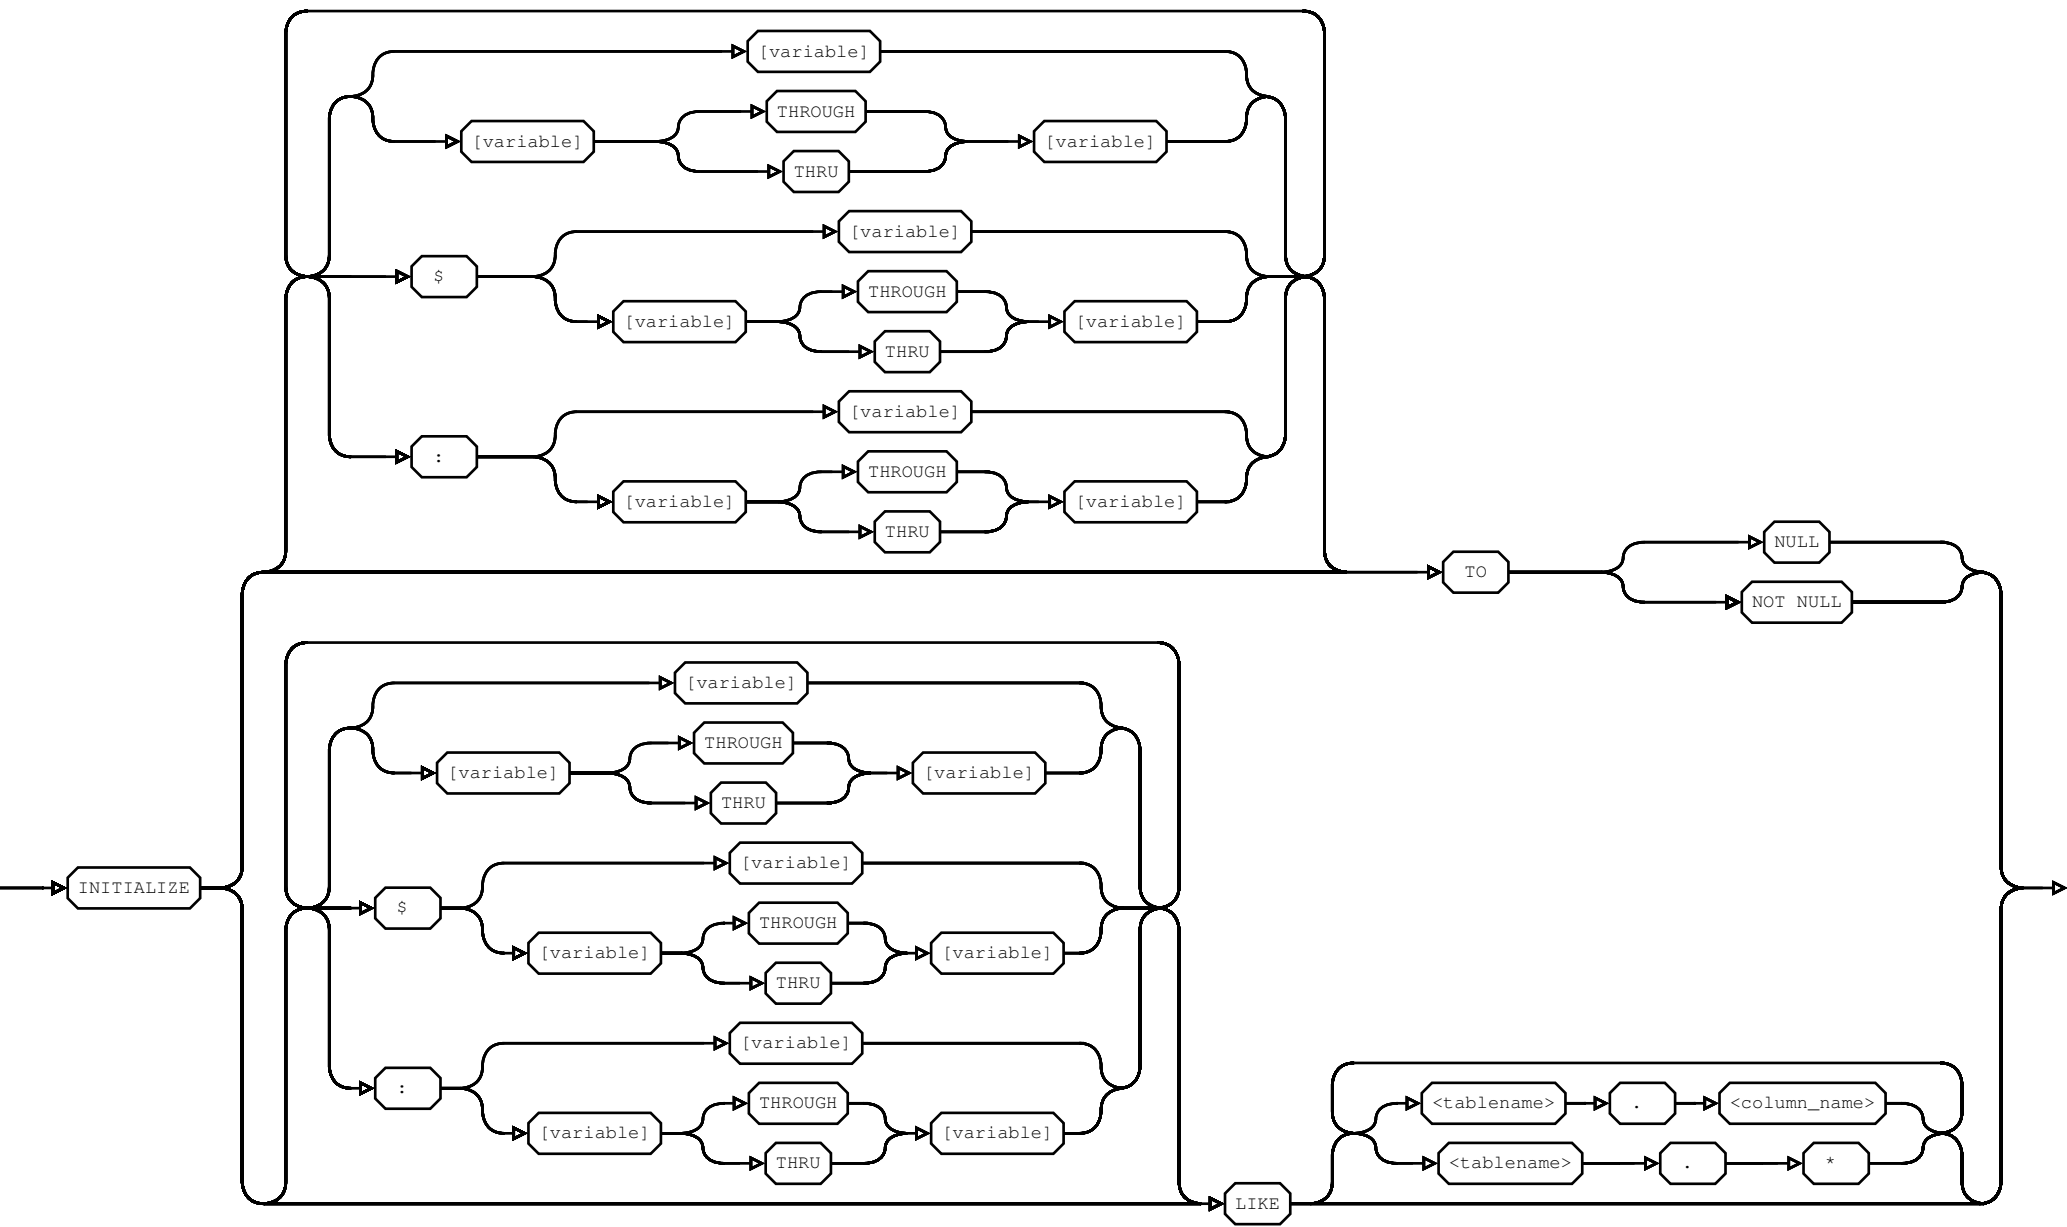 [variable]
THROUGH
[variable] [variable]
THRU
[variable]
$
THROUGH
[variable] [variable]
THRU
[variable]
:
THROUGH
[variable] [variable]
THRU
NULL
TO
NOT NULL
[variable]
THROUGH
[variable] [variable]
THRU
[variable]
INITIALIZE $
THROUGH
[variable] [variable]
THRU
[variable]
:
THROUGH <tablename> . <column_name>
[variable] [variable]
THRU <tablename> . *
LIKE